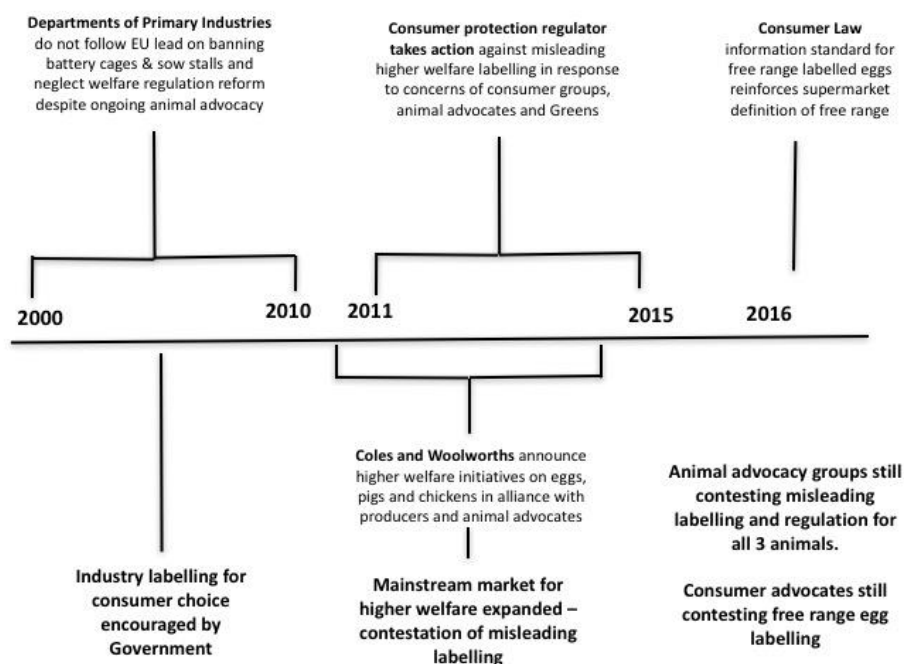 Departments of Primary Industries
do not follow EU lead on banning
battery cages & sow stalls and
neglect welfare regulation reform
despite ongoing animal advocacy
Consumer protection regulator
takes action against misleading
higher welfare labelling in response
to concerns of consumer groups,
animal advocates and Greens
Consumer Law
information standard for
free range labelled eggs
reinforces supermarket
definition of free range
2000
2010
2011
2015
2016
Industry labelling for
consumer choice
encouraged by
Government
Coles and Woolworths announce
higher welfare initiatives on eggs,
pigs and chickens in alliance with
producers and animal advocates
Mainstream market for
higher welfare expanded –
contestation of misleading
labelling
Animal advocacy groups still
contesting misleading
labelling and regulation for
all 3 animals.
Consumer advocates still
contesting free range egg
labelling